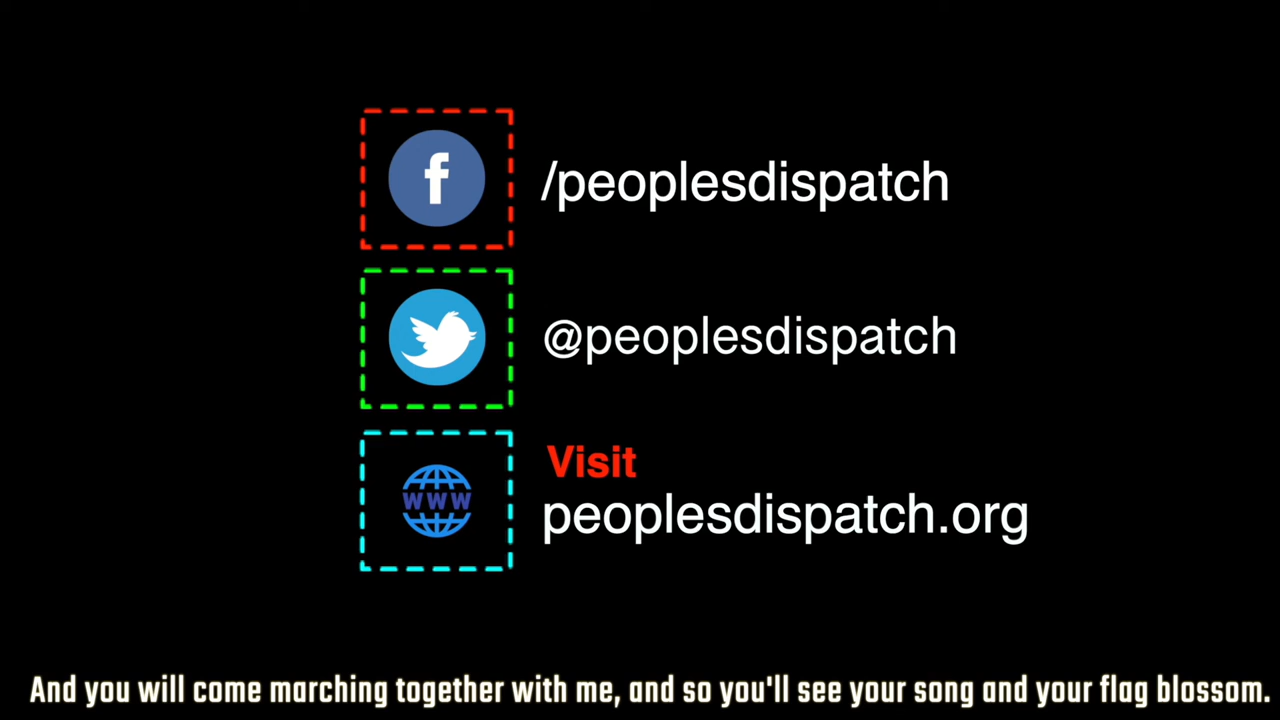 f
/peoplesdispatch
@peoplesdispatch
Visit
WWW
peoplesdispatch.org
And you will come marching together with me, and so you'll see your song and your flag blossom.